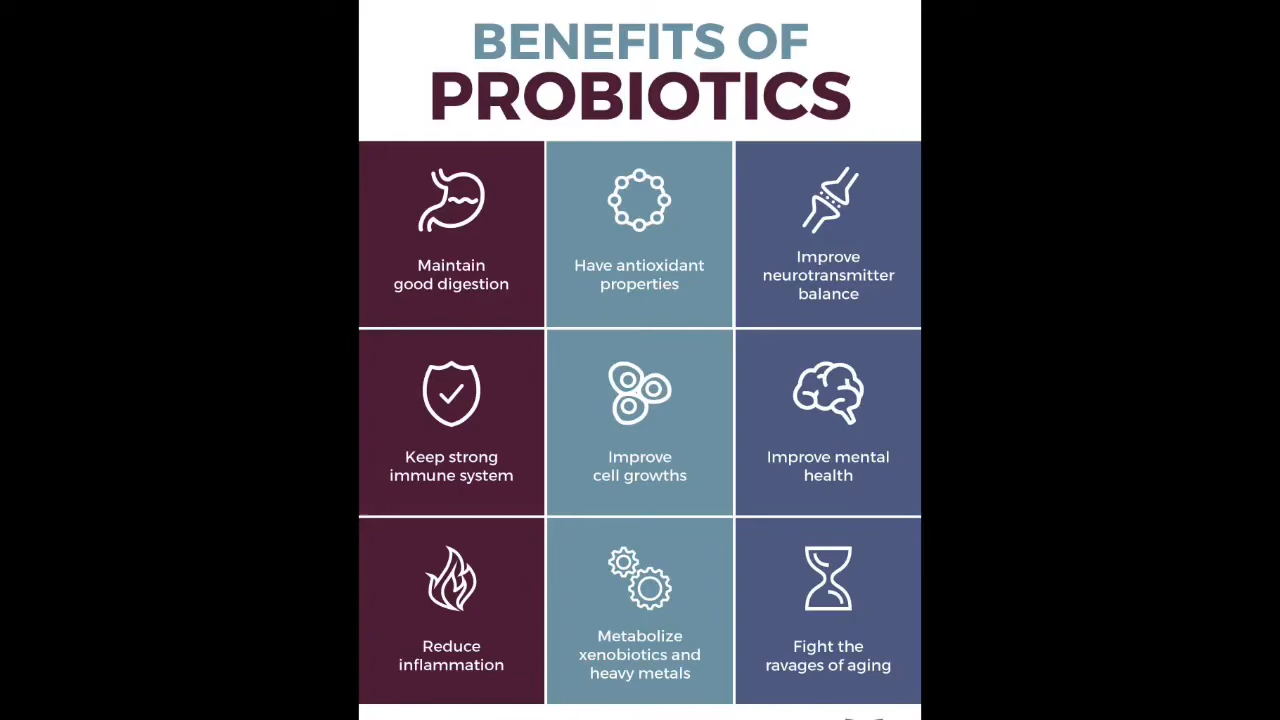 BENEFITS OF
PROBIOTICS
Maintain
good digestion
Have antioxidant
properties
Improve
neurotransmitter
balance
Keep strong
immune system
Improve
cell growths
Improve mental
health
Reduce
inflammation
Metabolize
xenobiotics and
heavy metals
Fight the
ravages of aging